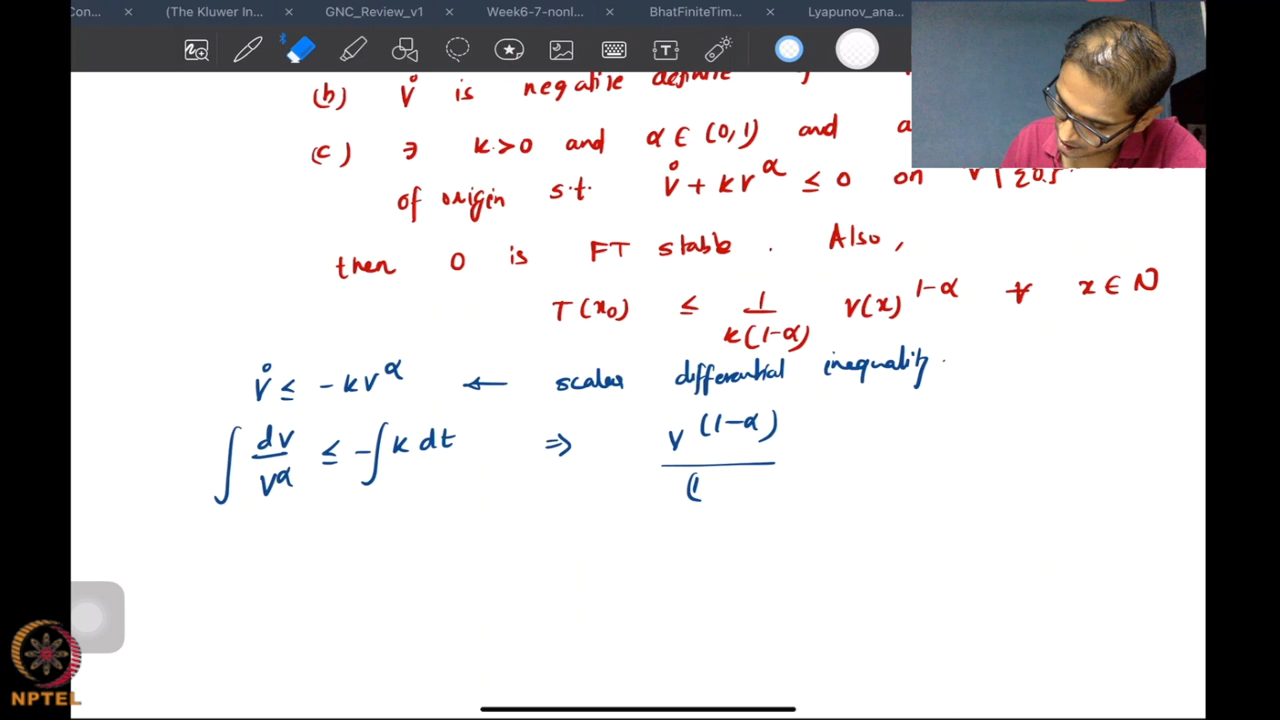 Con... (The Kluwer In... GNC_Review_v1 Week6-7-nonl... BhatFiniteTim... Lyapunov_ana...
(b) V̇ is negative definite
(c) ∃ k > 0 and α ∈ (0,1) and a
of origin s.t. V̇ + kV^α ≤ 0 on
then 0 is FT stable. Also,
T(x₀) ≤ 1/k(1-α) V(x)^1-α ∀ x ∈ N
V̇ ≤ -kV^α ← scalar differential inequality.
∫ dV/V^α ≤ -∫ k dt ⇒ V^(1-α)/(1
NPTEL